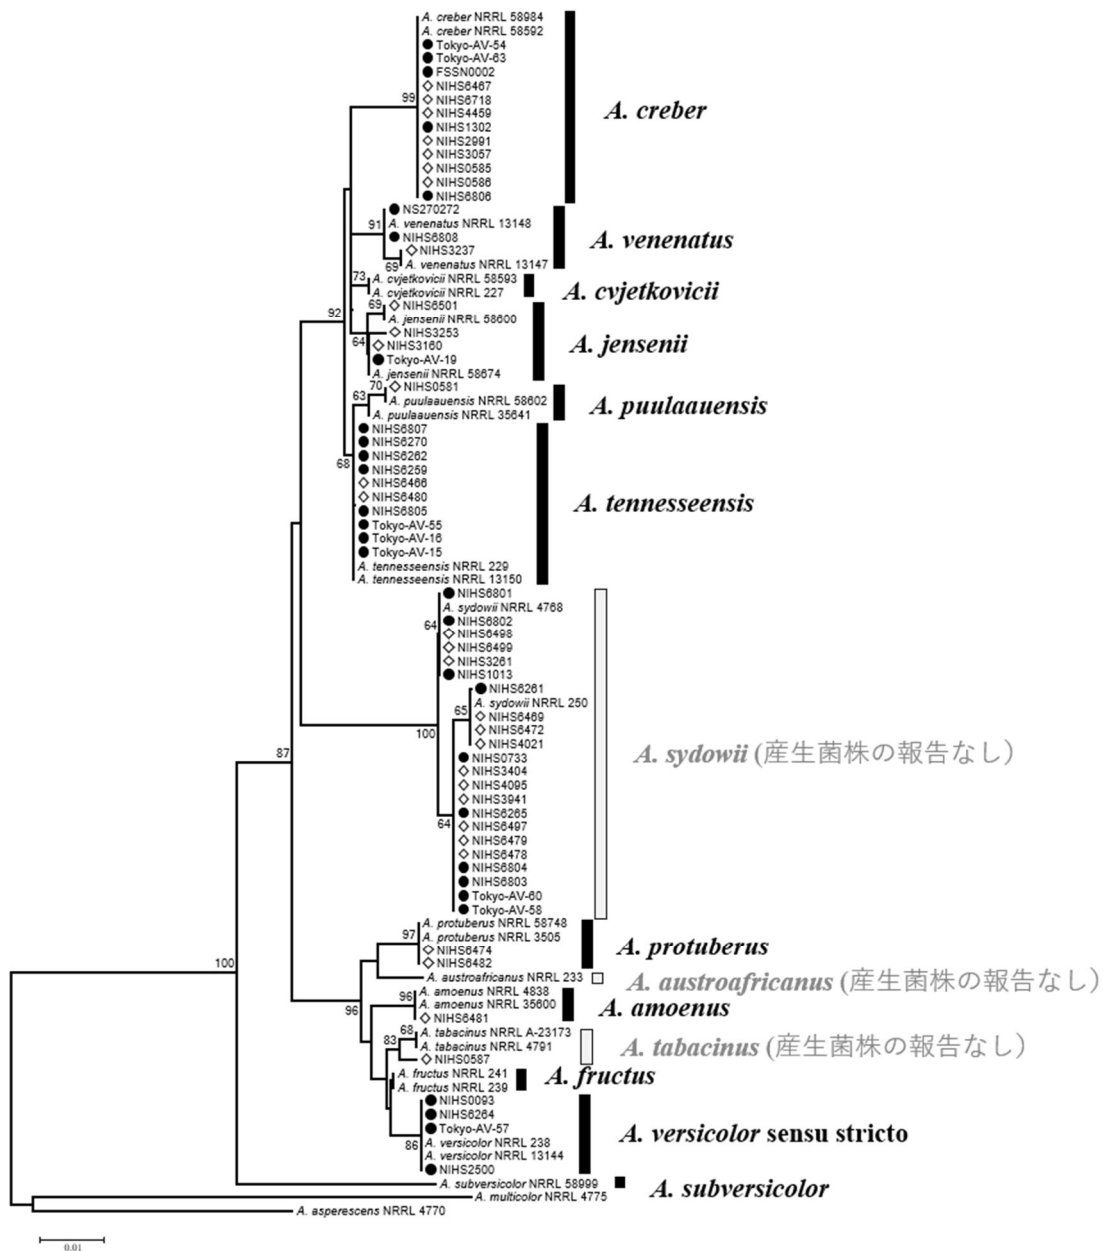 A. creber NRRL 58984
A. creber NRRL 58592
Tokyo-AV-54
Tokyo-AV-63
FSSN0002
NIHS6467
99
NIHS6718
NIHS4459
A. creber
NIHS1302
NIHS2991
NIHS3057
NIHS0585
NIHS0586
NIHS6806
NS270272
91
A. venenatus NRRL 13148
NIHS6808
A. venenatus
NIHS3237
69
A. venenatus NRRL 13147
73
A. cvjetkovicii NRRL 58593
A. cvjetkovicii NRRL 227
A. cvjetkovicii
69
NIHS6501
92
A. jensenii NRRL 58600
NIHS3253
64
NIHS3160
A. jensenii
Tokyo-AV-19
A. jensenii NRRL 58674
70
NIHS0581
63
A. puulaauensis NRRL 58602
A. puulaauensis
A. puulaauensis NRRL 35641
NIHS6807
NIHS6270
NIHS6262
68
NIHS6259
NIHS6466
NIHS6480
A. tennesseensis
NIHS6805
Tokyo-AV-55
Tokyo-AV-16
Tokyo-AV-15
A. tennesseensis NRRL 229
A. tennesseensis NRRL 13150
NIHS6801
A. sydowii NRRL 4768
64
NIHS6802
NIHS6498
NIHS6499
NIHS3261
NIHS1013
NIHS6261
A. sydowii NRRL 250
65
NIHS6469
NIHS6472
100
NIHS4021
87
A. sydowii (産生菌株の報告なし)
NIHS0733
NIHS3404
NIHS4095
NIHS3941
NIHS6265
64
NIHS6497
NIHS6479
NIHS6478
NIHS6804
NIHS6803
Tokyo-AV-60
Tokyo-AV-58
A. protuberus NRRL 58748
97
A. protuberus NRRL 3505
A. protuberus
NIHS6474
NIHS6482
100
A. austroafricanus NRRL 233
A. austroafricanus (産生菌株の報告なし)
96
A. amoenus NRRL 4838
96
A. amoenus NRRL 35600
A. amoenus
NIHS6481
68
A. tabacinus NRRL A-23173
83
A. tabacinus NRRL 4791
A. tabacinus (産生菌株の報告なし)
NIHS0587
A. fructus NRRL 241
A. fructus
A. fructus NRRL 239
NIHS0093
NIHS6264
Tokyo-AV-57
A. versicolor sensu stricto
86
A. versicolor NRRL 238
A. versicolor NRRL 13144
NIHS2500
A. subversicolor NRRL 58999
A. subversicolor
A. multicolor NRRL 4775
A. asperescens NRRL 4770
0.01